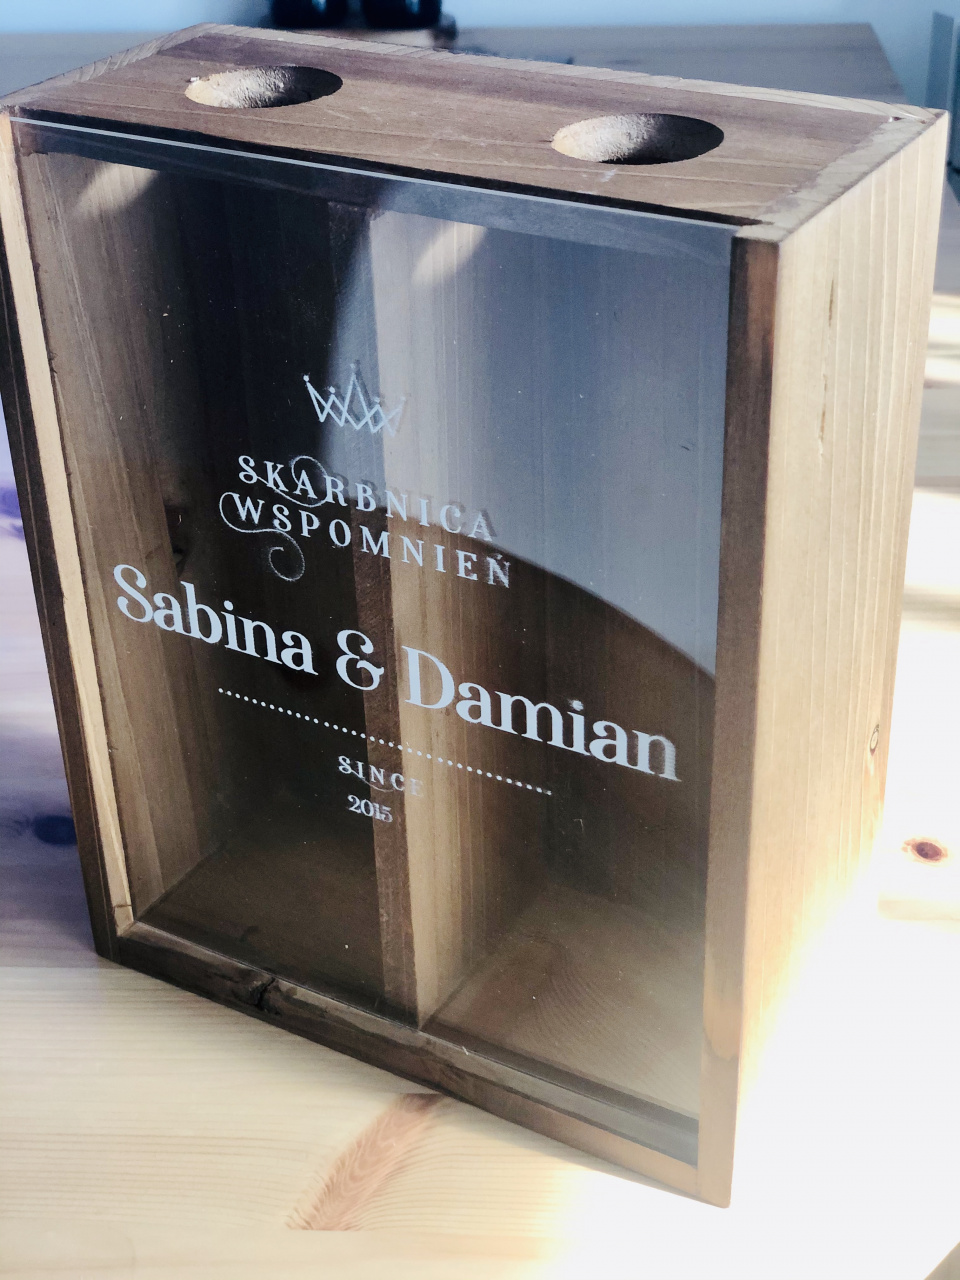 SKARBNICA
WSPOMNIEŃ
Sabina & Damian
SINCE
2015